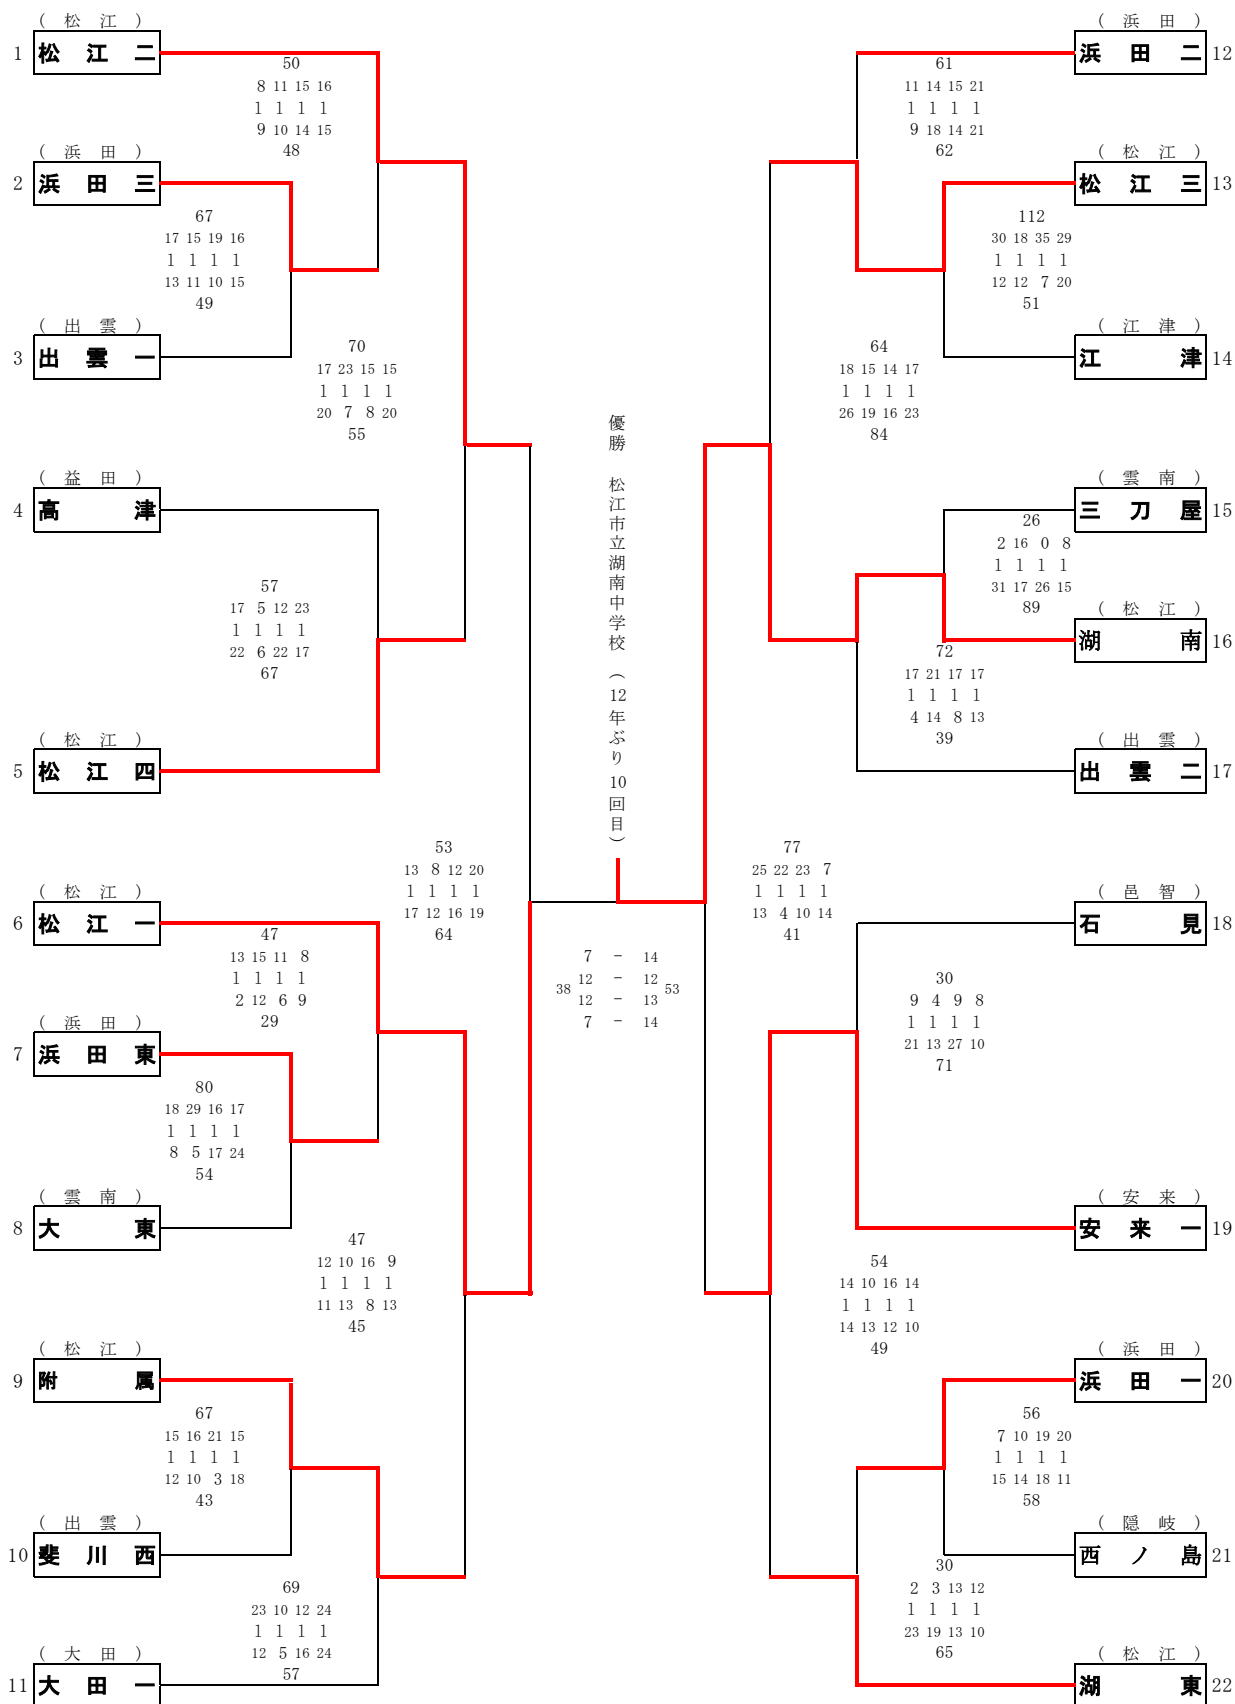 ( 松 江 )
1 松 江 二
50
8 11 15 16
1 1 1 1
9 10 14 15
48
( 浜 田 )
2 浜 田 三
67
17 15 19 16
1 1 1 1
13 11 10 15
49
( 出 雲 )
3 出 雲 一
70
17 23 15 15
1 1 1 1
20 7 8 20
55
( 益 田 )
4 高 津
57
17 5 12 23
1 1 1 1
22 6 22 17
67
( 松 江 )
5 松 江 四
53
13 8 12 20
1 1 1 1
17 12 16 19
64
( 松 江 )
6 松 江 一
47
13 15 11 8
1 1 1 1
2 12 6 9
29
( 浜 田 )
7 浜 田 東
80
18 29 16 17
1 1 1 1
8 5 17 24
54
( 雲 南 )
8 大 東
47
12 10 16 9
1 1 1 1
11 13 8 13
45
( 松 江 )
9 附 属
67
15 16 21 15
1 1 1 1
12 10 3 18
43
( 出 雲 )
10 斐 川 西
69
23 10 12 24
1 1 1 1
12 5 16 24
57
( 大 田 )
11 大 田 一
優勝 松江市立湖南中学校 (12年ぶり10回目)
7 - 14
12 - 12
38 53
12 - 13
7 - 14
( 浜 田 )
浜 田 二 12
61
11 14 15 21
1 1 1 1
9 18 14 21
62
( 松 江 )
松 江 三 13
112
30 18 35 29
1 1 1 1
12 12 7 20
51
( 江 津 )
江 津 14
64
18 15 14 17
1 1 1 1
26 19 16 23
84
( 雲 南 )
三 刀 屋 15
26
2 16 0 8
1 1 1 1
31 17 26 15
89
( 松 江 )
湖 南 16
72
17 21 17 17
1 1 1 1
4 14 8 13
39
( 出 雲 )
出 雲 二 17
77
25 22 23 7
1 1 1 1
13 4 10 14
41
( 邑 智 )
石 見 18
30
9 4 9 8
1 1 1 1
21 13 27 10
71
( 安 来 )
安 来 一 19
54
14 10 16 14
1 1 1 1
14 13 12 10
49
( 浜 田 )
浜 田 一 20
56
7 10 19 20
1 1 1 1
15 14 18 11
58
( 隠 岐 )
西 ノ 島 21
30
2 3 13 12
1 1 1 1
23 19 13 10
65
( 松 江 )
湖 東 22